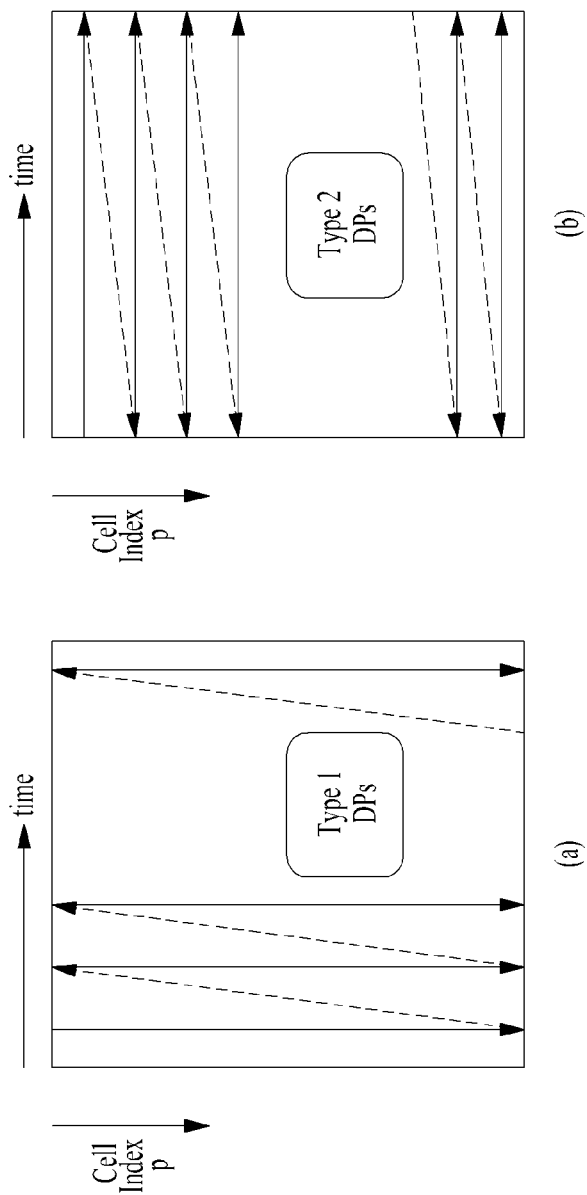 time
Cell
Index
p
Type 1
DPs
(a)
time
Cell
Index
p
Type 2
DPs
(b)